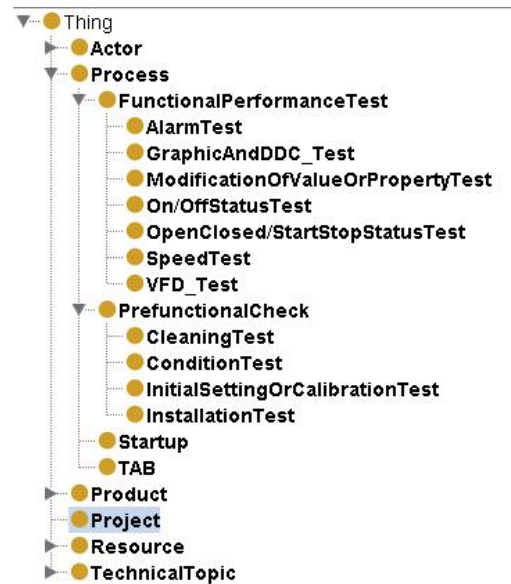 Thing
Actor
Process
FunctionalPerformanceTest
AlarmTest
GraphicAndDDC_Test
ModificationOfValueOrPropertyTest
On/OffStatusTest
OpenClosed/StartStopStatusTest
SpeedTest
VFD_Test
PrefunctionalCheck
CleaningTest
ConditionTest
InitialSettingOrCalibrationTest
InstallationTest
Startup
TAB
Product
Project
Resource
TechnicalTopic